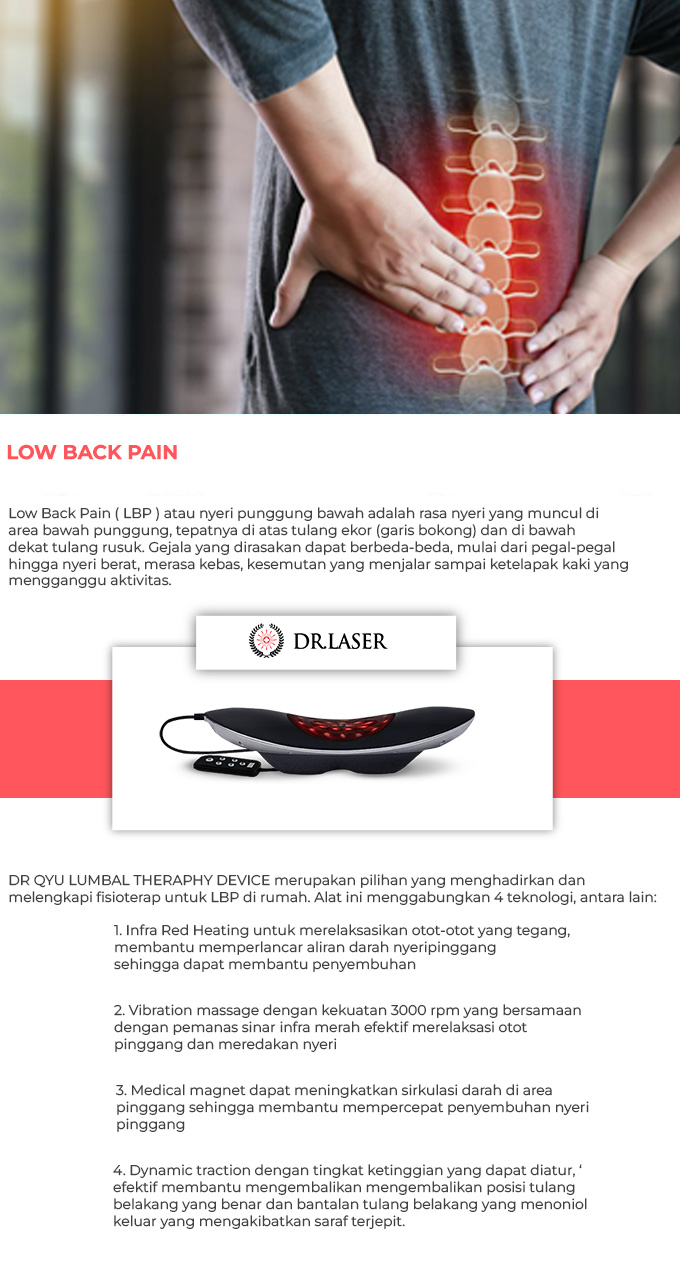 LOW BACK PAIN
Low Back Pain ( LBP ) atau nyeri punggung bawah adalah rasa nyeri yang muncul di
area bawah punggung, tepatnya di atas tulang ekor (garis bokong) dan di bawah
dekat tulang rusuk. Gejala yang dirasakan dapat berbeda-beda, mulai dari pegal-pegal
hingga nyeri berat, merasa kebas, kesemutan yang menjalar sampai ketelapak kaki yang
mengganggu aktivitas.
DR.LASER
DR QYU LUMBAL THERAPHY DEVICE merupakan pilihan yang menghadirkan dan
melengkapi fisioterap untuk LBP di rumah. Alat ini menggabungkan 4 teknologi, antara lain:
1. Infra Red Heating untuk merelaksasikan otot-otot yang tegang,
membantu memperlancar aliran darah nyeripinggang
sehingga dapat membantu penyembuhan
2. Vibration massage dengan kekuatan 3000 rpm yang bersamaan
dengan pemanas sinar infra merah efektif merelaksasi otot
pinggang dan meredakan nyeri
3. Medical magnet dapat meningkatkan sirkulasi darah di area
pinggang sehingga membantu mempercepat penyembuhan nyeri
pinggang
4. Dynamic traction dengan tingkat ketinggian yang dapat diatur, ‘
efektif membantu mengembalikan mengembalikan posisi tulang
belakang yang benar dan bantalan tulang belakang yang menoniol
keluar yang mengakibatkan saraf terjepit.